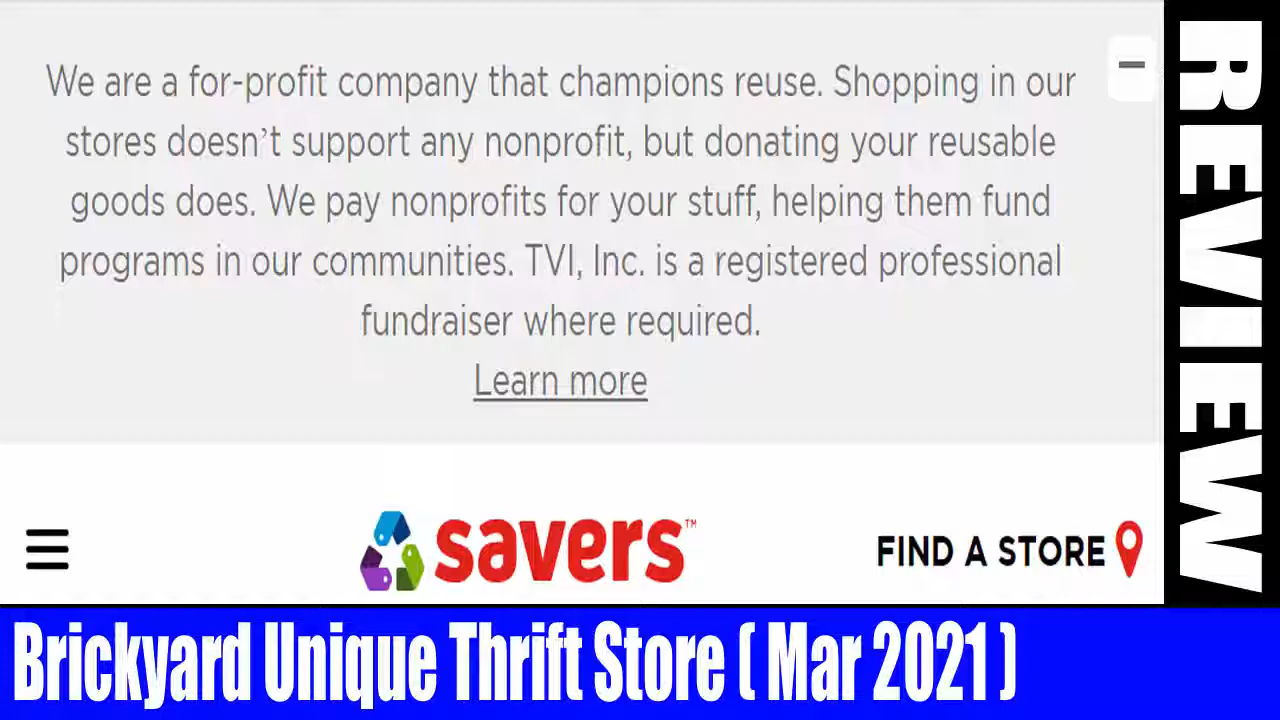 We are a for-profit company that champions reuse. Shopping in our
stores doesn't support any nonprofit, but donating your reusable
goods does. We pay nonprofits for your stuff, helping them fund
programs in our communities. TVI, Inc. is a registered professional
fundraiser where required.
Learn more
savers™
FIND A STORE
REVIEW
Brickyard Unique Thrift Store ( Mar 2021 )